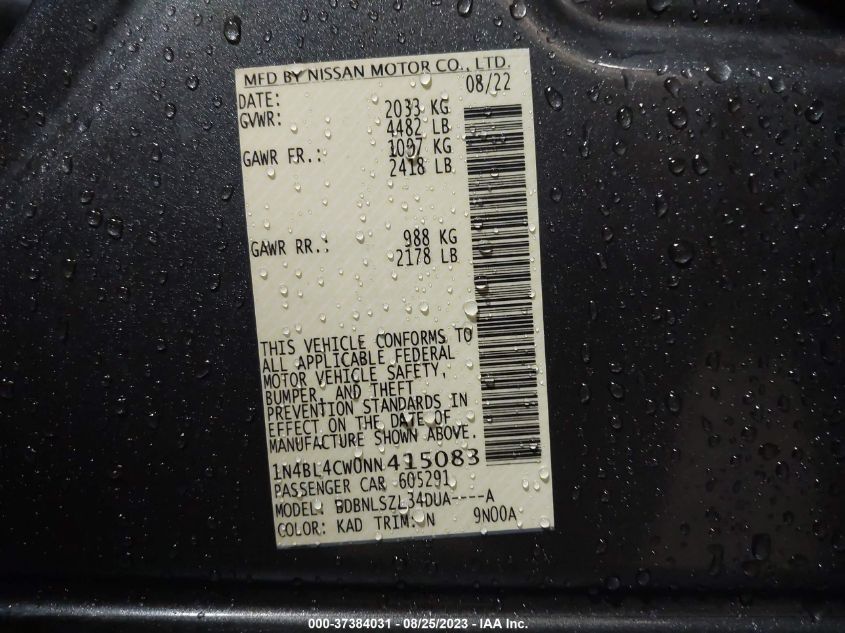 MFD BY NISSAN MOTOR CO., LTD.
DATE: 08/22
GVWR: 2033 KG
4482 LB
GAWR FR.: 1097 KG
2418 LB
GAWR RR.: 988 KG
2178 LB
THIS VEHICLE CONFORMS TO
ALL APPLICABLE FEDERAL
MOTOR VEHICLE SAFETY,
BUMPER, AND THEFT
PREVENTION STANDARDS IN
EFFECT ON THE DATE OF
MANUFACTURE SHOWN ABOVE.
1N4BL4CW0NN415083
PASSENGER CAR 605291
MODEL: BDBNLSZL34DUA----A
COLOR: KAD TRIM: N 9N00A
000-37384031 - 08/25/2023 - IAA Inc.